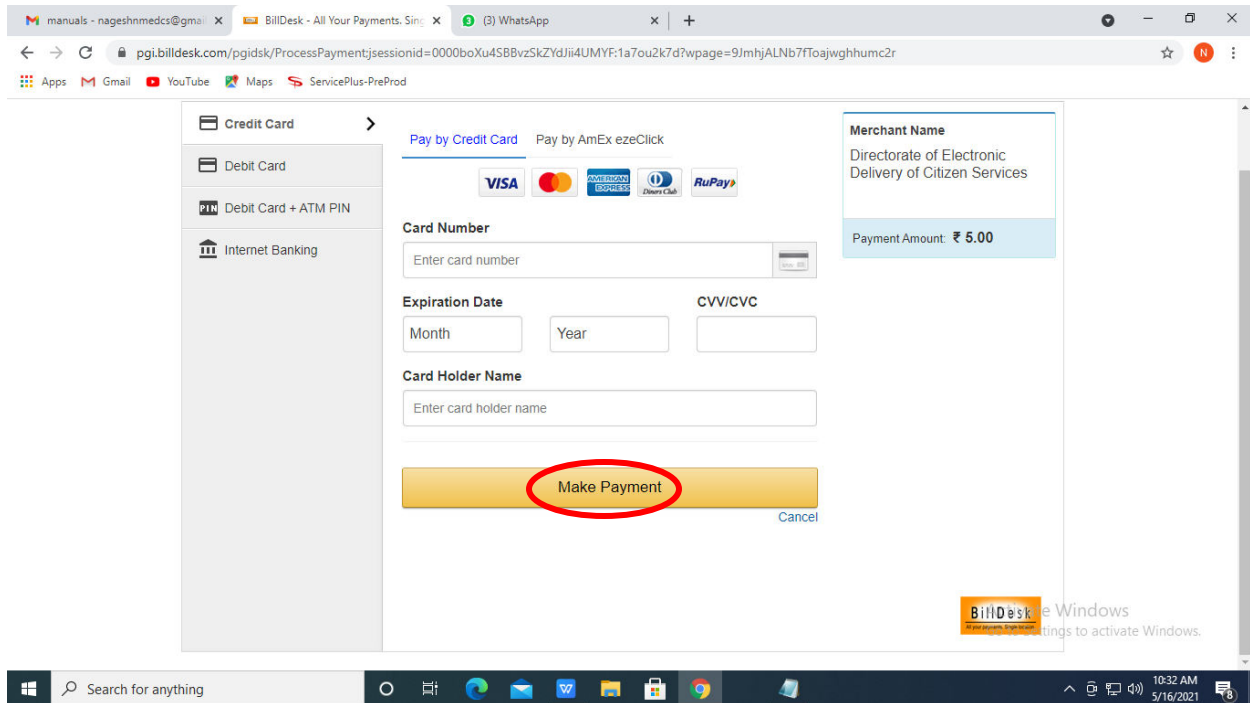 manuals - nageshnmedcs@gmai
BillDesk - All Your Payments. Sing
(3) WhatsApp
pgi.billdesk.com/pgidsk/ProcessPayment;jsessionid=0000boXu4SBBvzSkZYdJii4UMYF:1a7ou2k7d?wpage=9JmhjALNb7fToajwghhumc2r
N
Apps
Gmail
YouTube
Maps
ServicePlus-PreProd
Credit Card
Debit Card
PIN Debit Card + ATM PIN
Internet Banking
Pay by Credit Card
Pay by AmEx ezeClick
VISA
AMERICAN EXPRESS
Diners Club
RuPay
Card Number
Enter card number
Expiration Date
CVV/CVC
Month
Year
Card Holder Name
Enter card holder name
Make Payment
Cancel
Merchant Name
Directorate of Electronic
Delivery of Citizen Services
Payment Amount: ₹ 5.00
BillDesk
e Windows
tings to activate Windows.
Search for anything
10:32 AM
5/16/2021
8